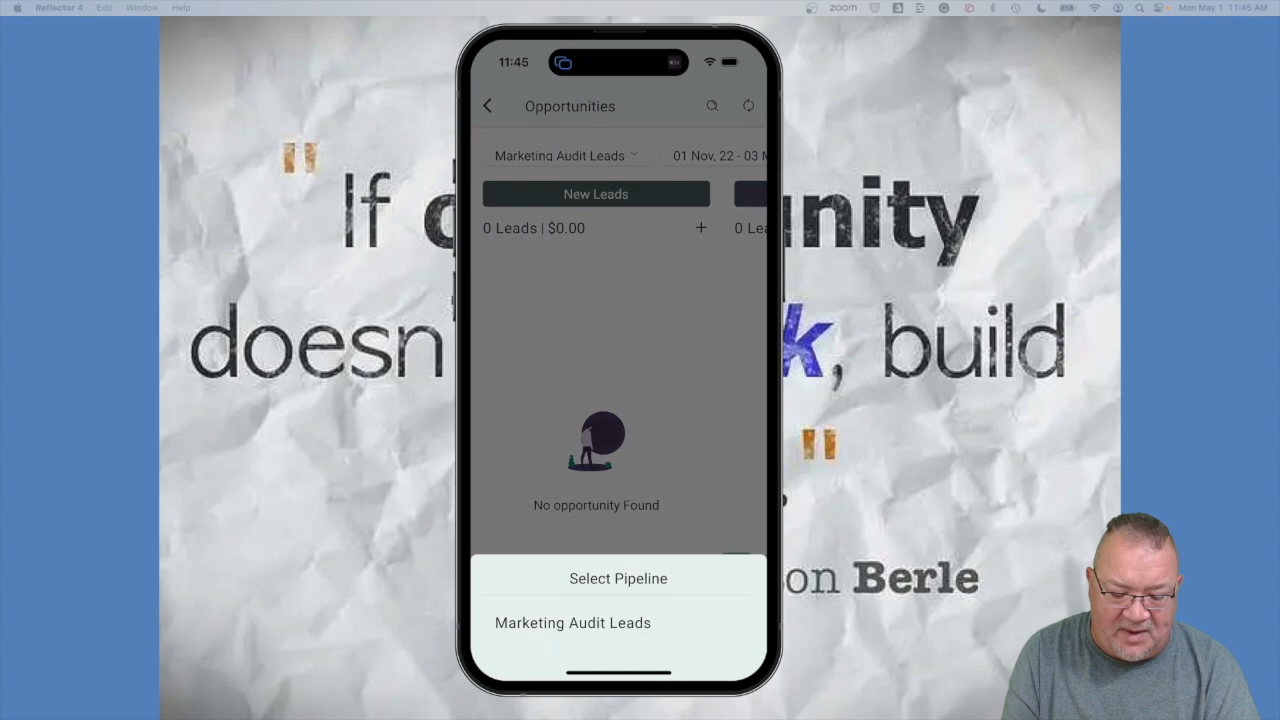 Reflector 4 Edit Window Help zoom Mon May 1 11:45 AM
11:45
Opportunities
Marketing Audit Leads 01 Nov, 22 - 03 M
New Leads
0 Leads | $0.00 + 0 Lea
No opportunity Found
Select Pipeline
Marketing Audit Leads
" If o unity
doesn k, build
"
on Berle